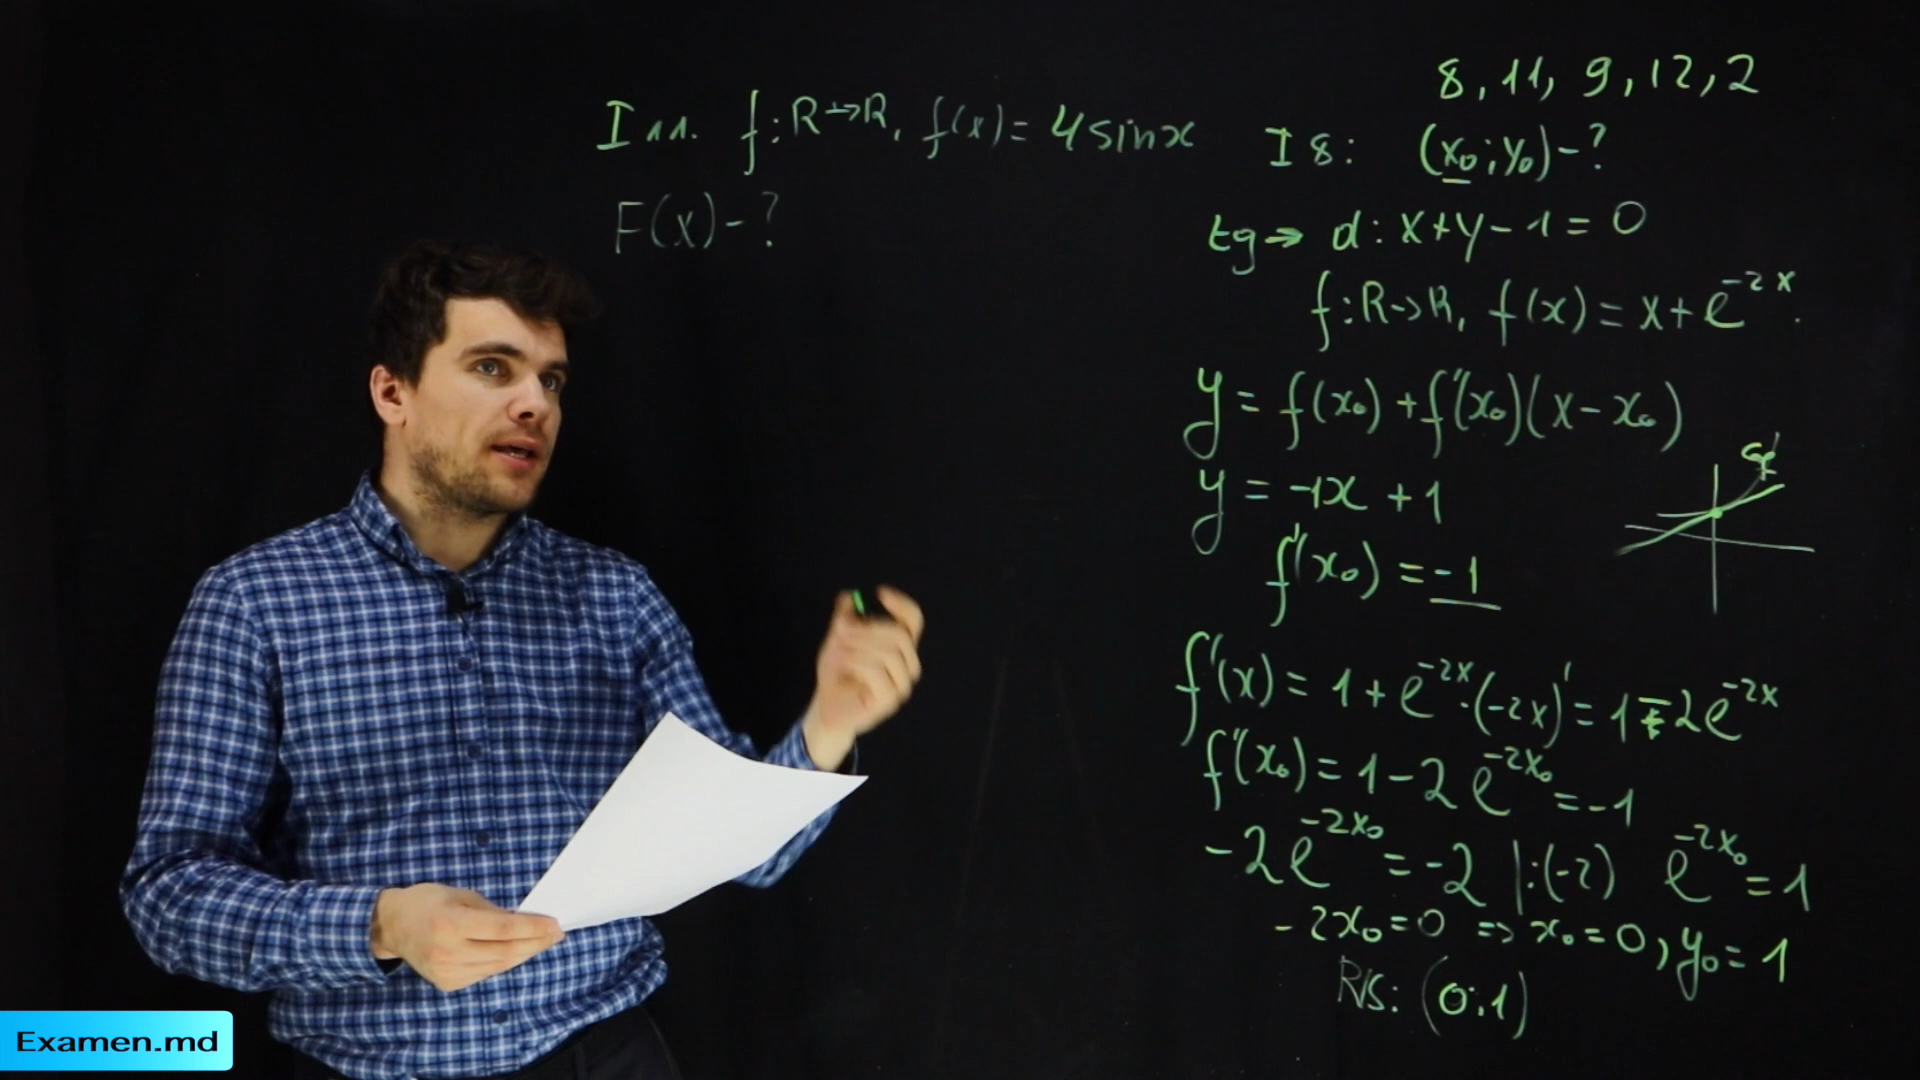 I 11. f:R→R, f(x)= 4sinx
F(x)-?
8, 11, 9, 12, 2
I 8: (x₀; y₀)-?
tg→ d: x+y-1=0
f:R→R, f(x)=x+e^{-2x}.
y=f(x₀)+f'(x₀)(x-x₀)
y=-1x+1
Gf
f'(x₀)=-1
f'(x)=1+e^{-2x}·(-2x)'=1-2e^{-2x}
f'(x₀)=1-2e^{-2x₀}=-1
-2e^{-2x₀}=-2 |:(-2) e^{-2x₀}=1
-2x₀=0 => x₀=0, y₀=1
R/S: (0;1)
Examen.md